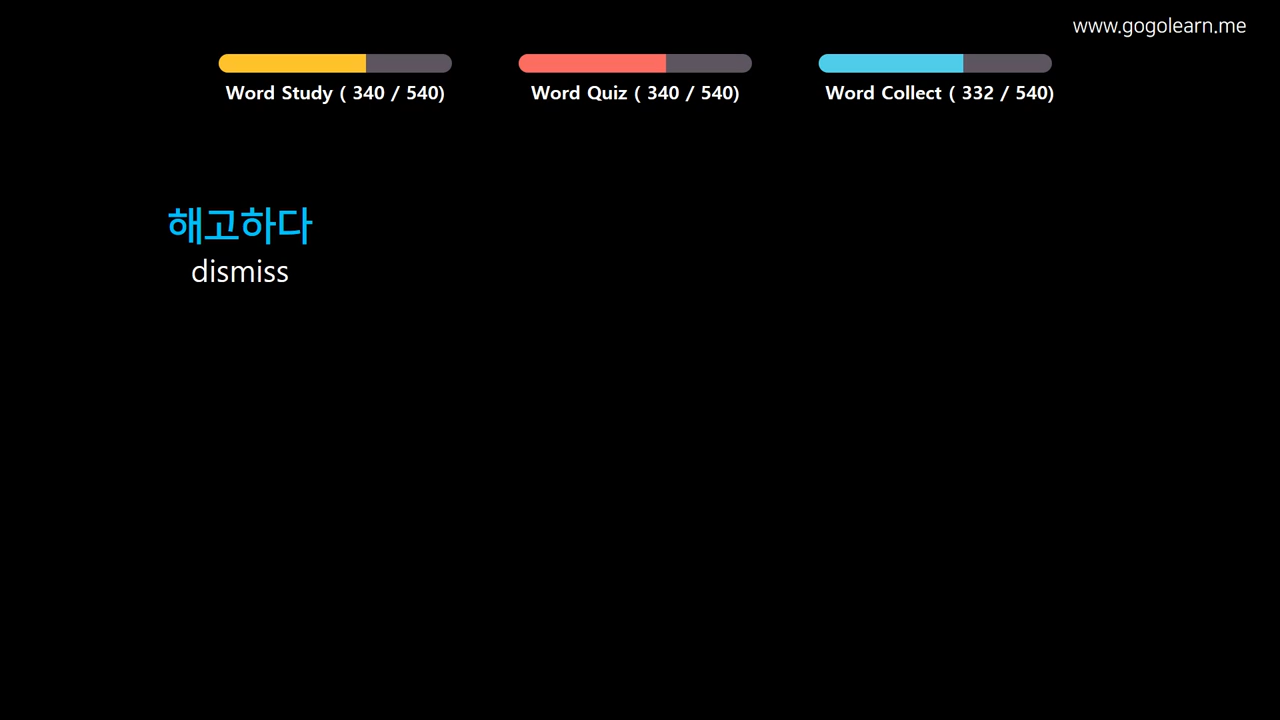 www.gogolearn.me
Word Study ( 340 / 540)
Word Quiz ( 340 / 540)
Word Collect ( 332 / 540)
해고하다
dismiss